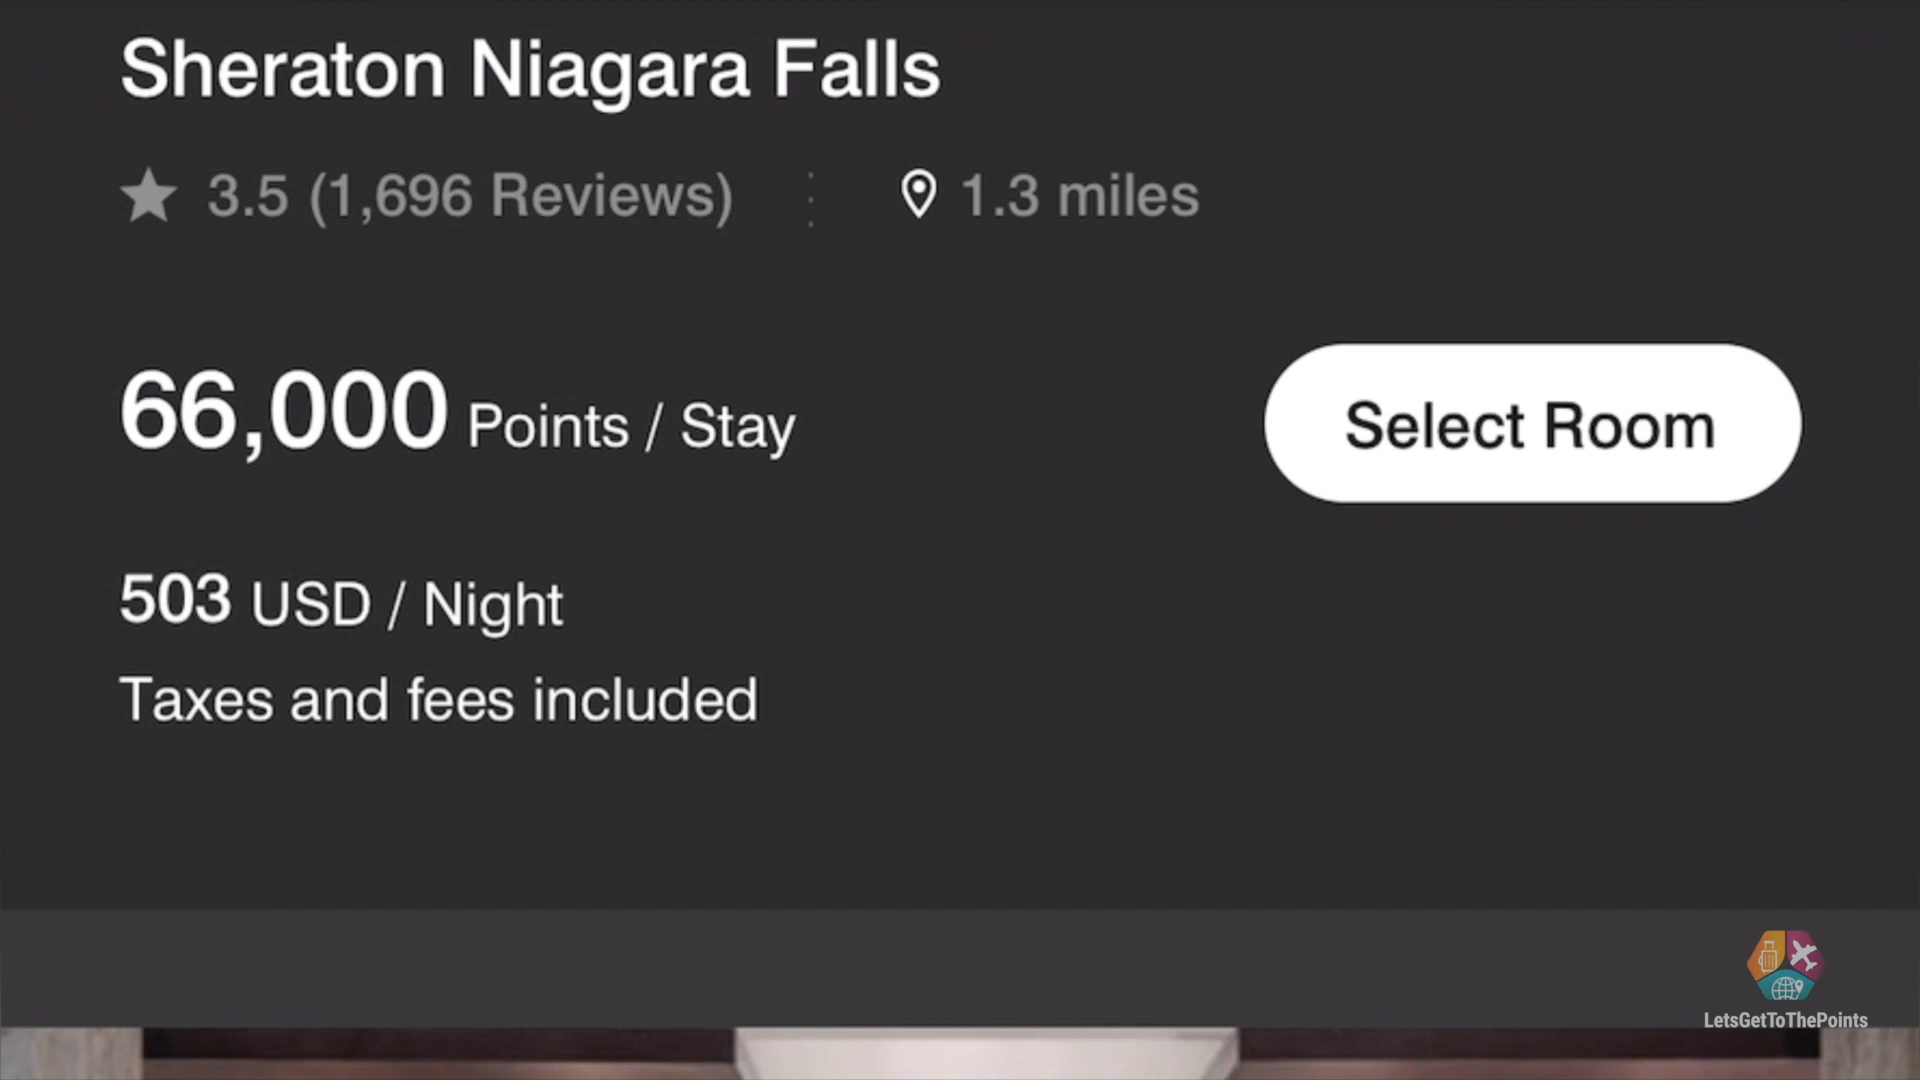 Sheraton Niagara Falls
3.5 (1,696 Reviews)
1.3 miles
66,000 Points / Stay
Select Room
503 USD / Night
Taxes and fees included
LetsGetToThePoints